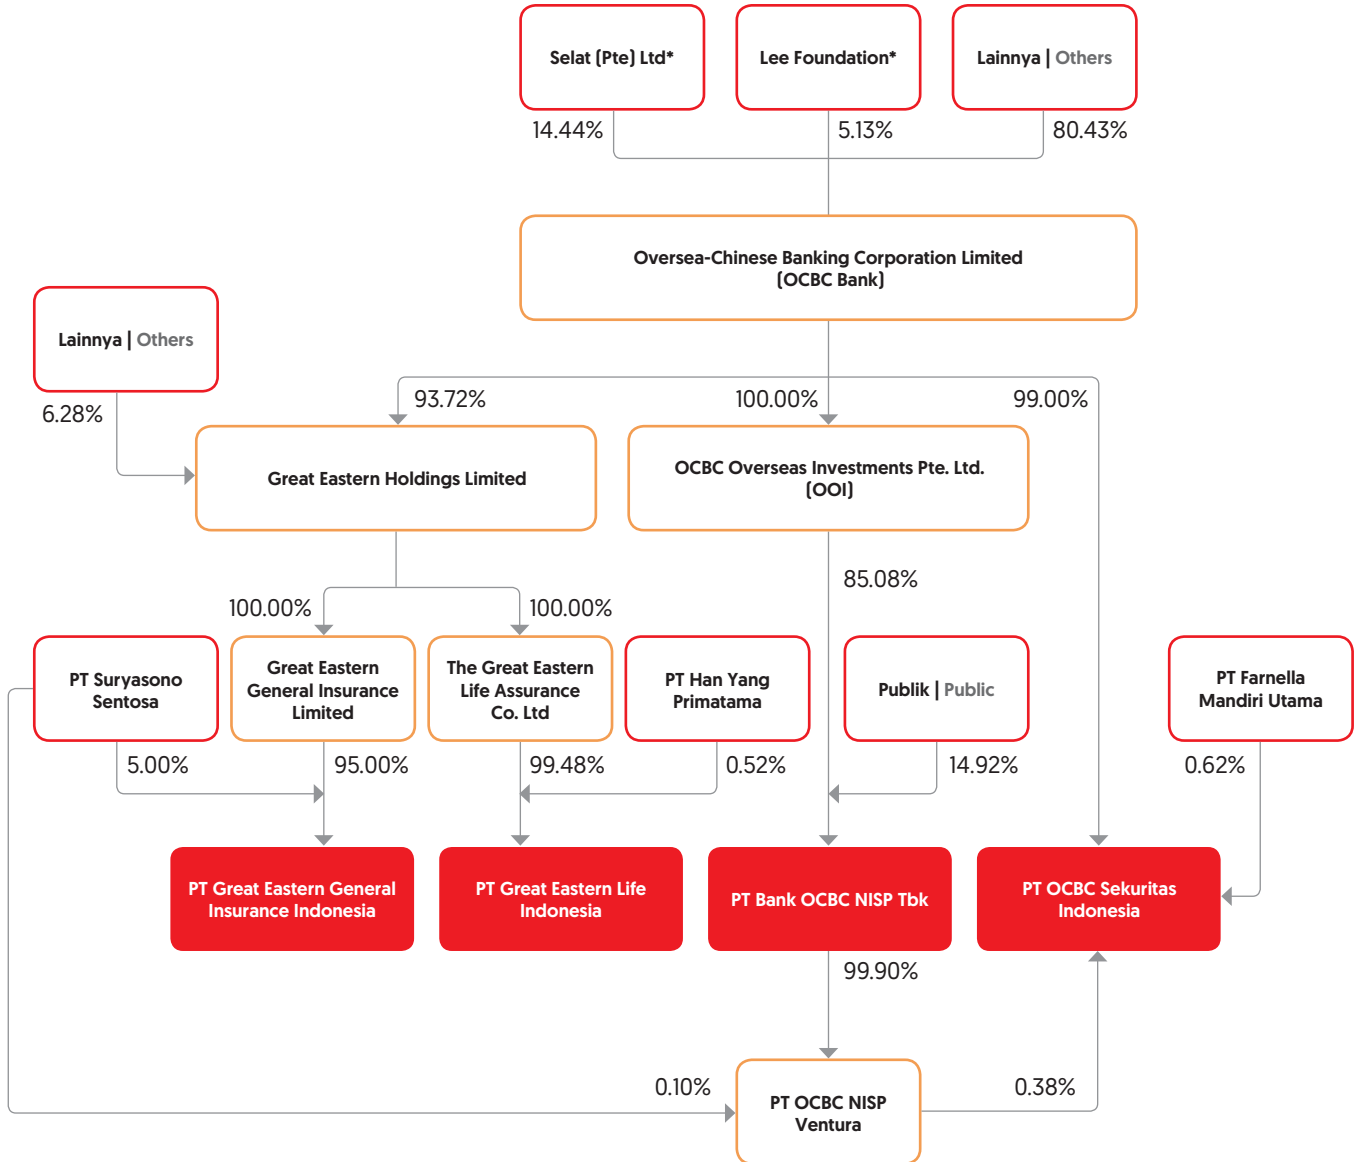 Selat (Pte) Ltd*
Lee Foundation*
Lainnya | Others
14.44%
5.13%
80.43%
Oversea-Chinese Banking Corporation Limited
(OCBC Bank)
Lainnya | Others
6.28%
93.72%
100.00%
99.00%
Great Eastern Holdings Limited
OCBC Overseas Investments Pte. Ltd.
(OOI)
85.08%
100.00%
100.00%
PT Suryasono
Sentosa
Great Eastern
General Insurance
Limited
The Great Eastern
Life Assurance
Co. Ltd
PT Han Yang
Primatama
Publik | Public
PT Farnella
Mandiri Utama
5.00%
95.00%
99.48%
0.52%
14.92%
0.62%
PT Great Eastern General
Insurance Indonesia
PT Great Eastern Life
Indonesia
PT Bank OCBC NISP Tbk
PT OCBC Sekuritas
Indonesia
99.90%
0.10%
PT OCBC NISP
Ventura
0.38%